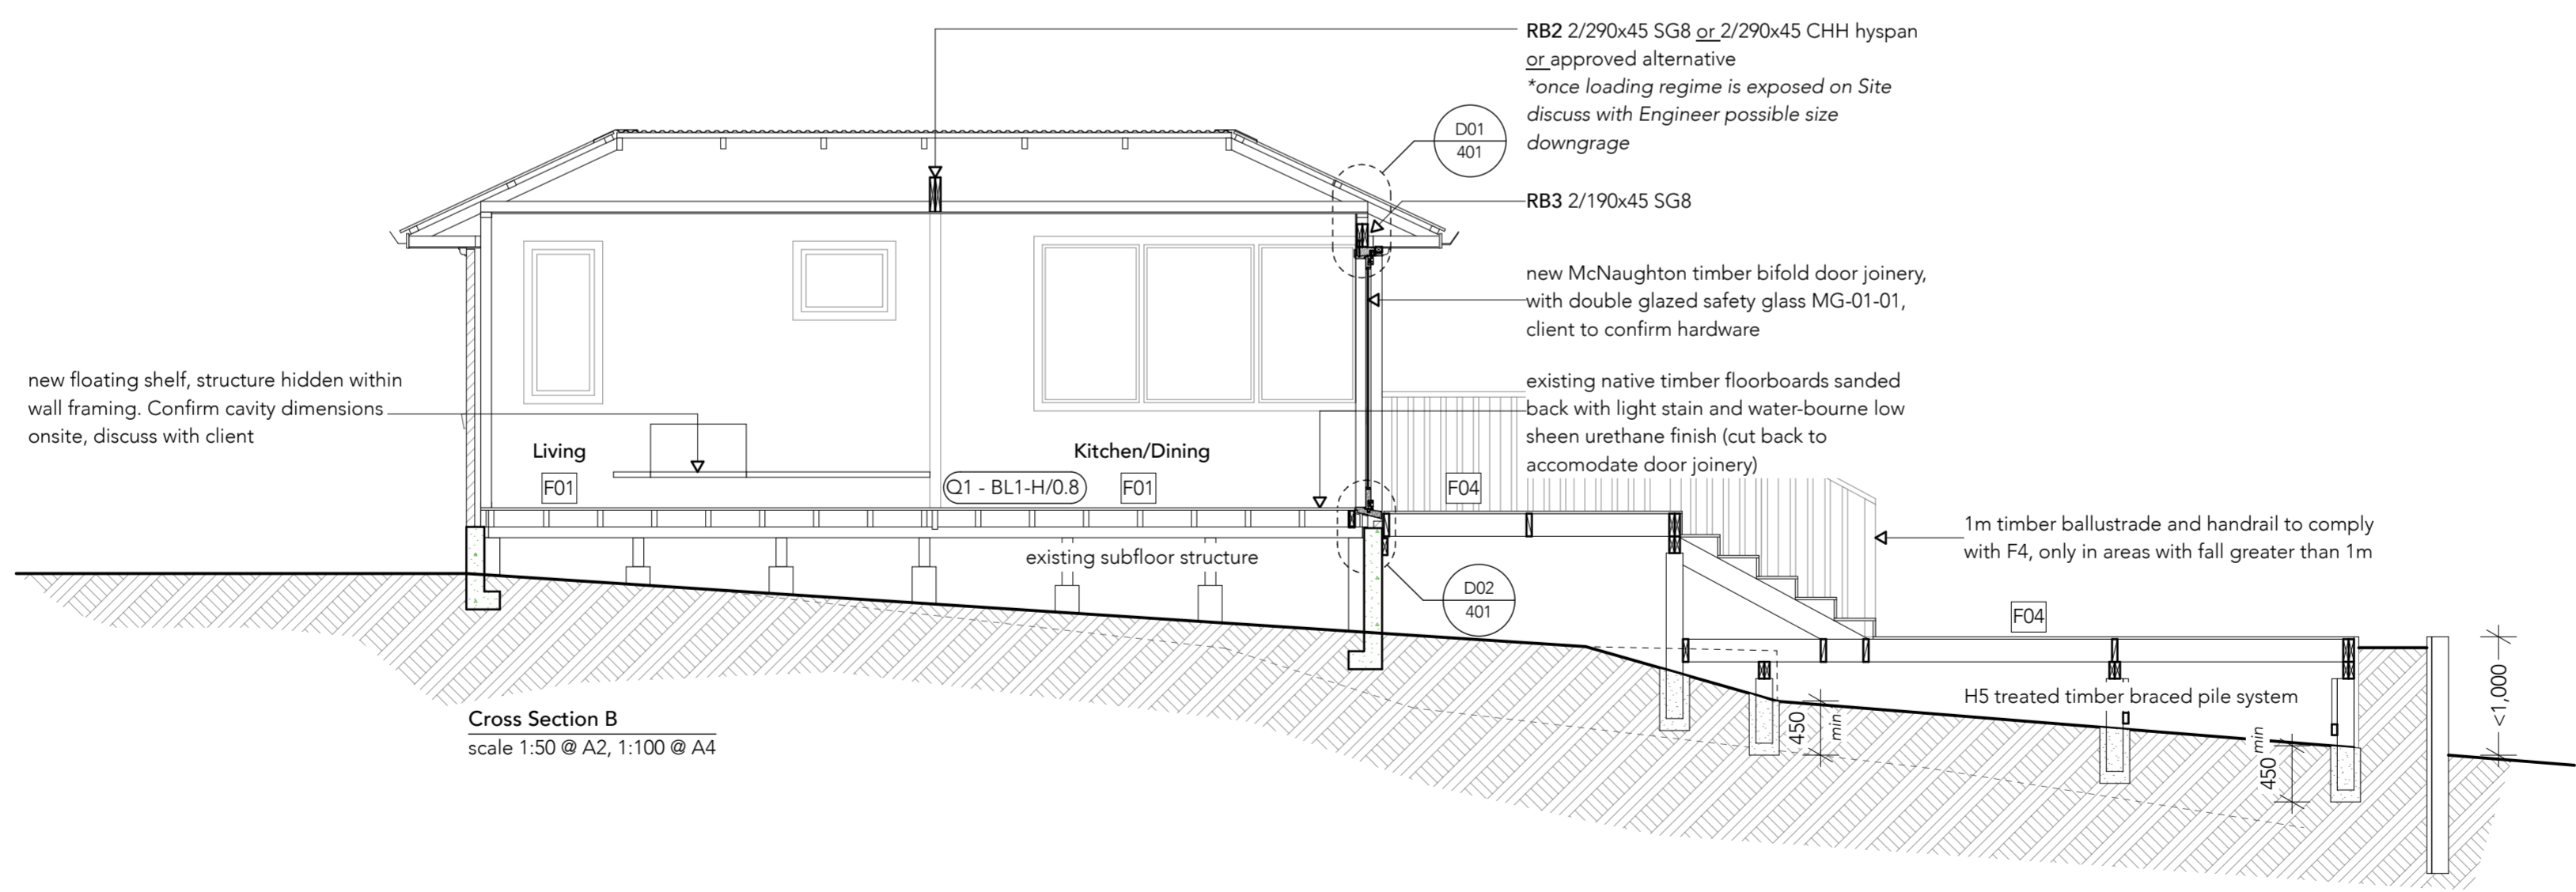 RB2 2/290x45 SG8 or 2/290x45 CHH hyspan
or approved alternative
*once loading regime is exposed on Site
discuss with Engineer possible size
downgrage
D01
401
RB3 2/190x45 SG8
new McNaughton timber bifold door joinery,
with double glazed safety glass MG-01-01,
client to confirm hardware
new floating shelf, structure hidden within
wall framing. Confirm cavity dimensions
onsite, discuss with client
existing native timber floorboards sanded
back with light stain and water-bourne low
sheen urethane finish (cut back to
accomodate door joinery)
Living
F01
Kitchen/Dining
Q1 - BL1-H/0.8
F01
F04
1m timber ballustrade and handrail to comply
with F4, only in areas with fall greater than 1m
existing subfloor structure
D02
401
F04
H5 treated timber braced pile system
<1,000
450
min
450 min
Cross Section B
scale 1:50 @ A2, 1:100 @ A4